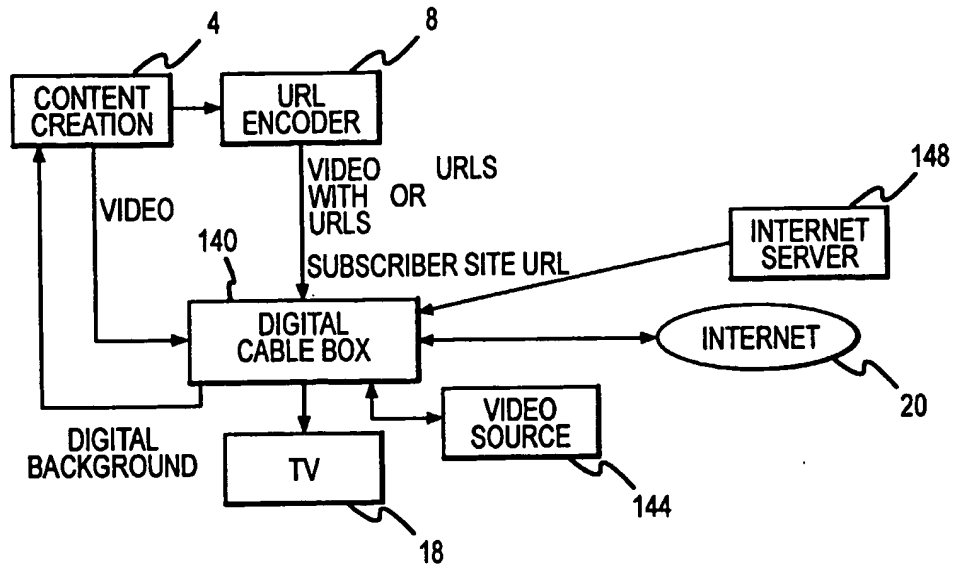 4
8
CONTENT
CREATION
URL
ENCODER
148
VIDEO URLS
WITH OR
URLS
VIDEO
INTERNET
SERVER
140
SUBSCRIBER SITE URL
DIGITAL
CABLE BOX
INTERNET
20
VIDEO
SOURCE
DIGITAL
BACKGROUND
TV
144
18